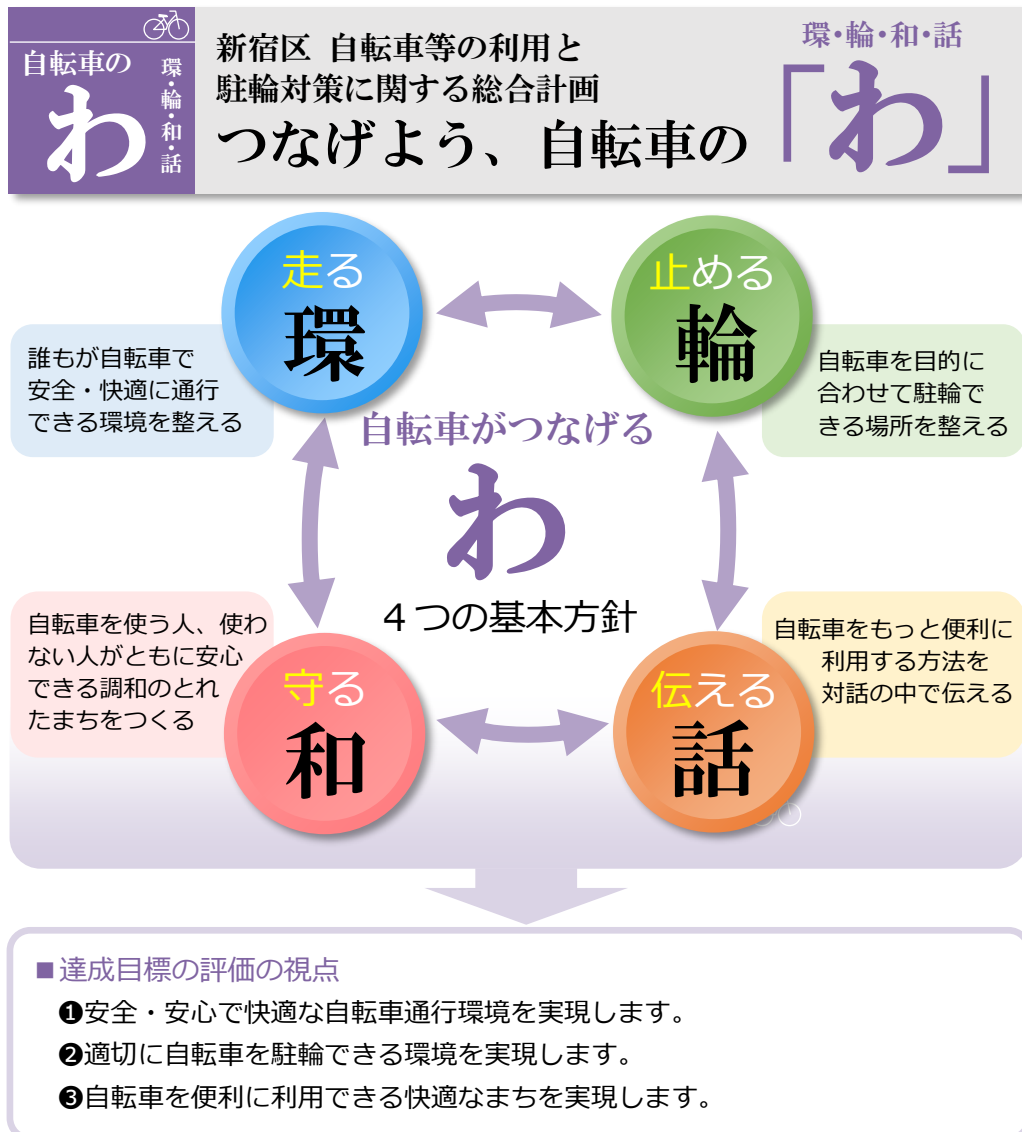 自転車の
わ
環・輪・和・話
新宿区 自転車等の利用と
駐輪対策に関する総合計画
環・輪・和・話
つなげよう、自転車の「わ」
走る
環
誰もが自転車で
安全・快適に通行
できる環境を整える
止める
輪
自転車を目的に
合わせて駐輪で
きる場所を整える
自転車がつなげる
わ
4つの基本方針
自転車を使う人、使わ
ない人がともに安心
できる調和のとれ
たまちをつくる
守る
和
伝える
話
自転車をもっと便利に
利用する方法を
対話の中で伝える
■達成目標の評価の視点
❶安全・安心で快適な自転車通行環境を実現します。
❷適切に自転車を駐輪できる環境を実現します。
❸自転車を便利に利用できる快適なまちを実現します。